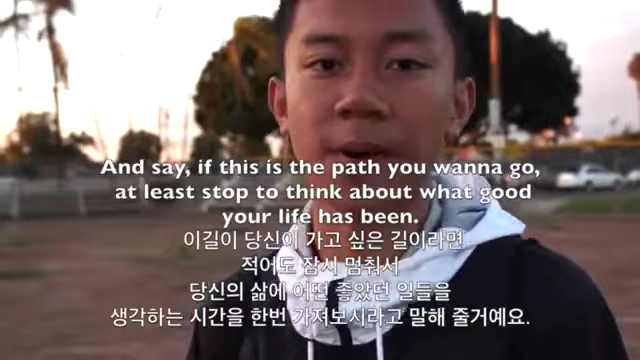 And say, if this is the path you wanna go,
at least stop to think about what good
your life has been.
이길이 당신이 가고 싶은 길이라면
적어도 잠시 멈춰서
당신의 삶에 어떤 좋았던 일들을
생각하는 시간을 한번 가져보시라고 말해 줄거예요.